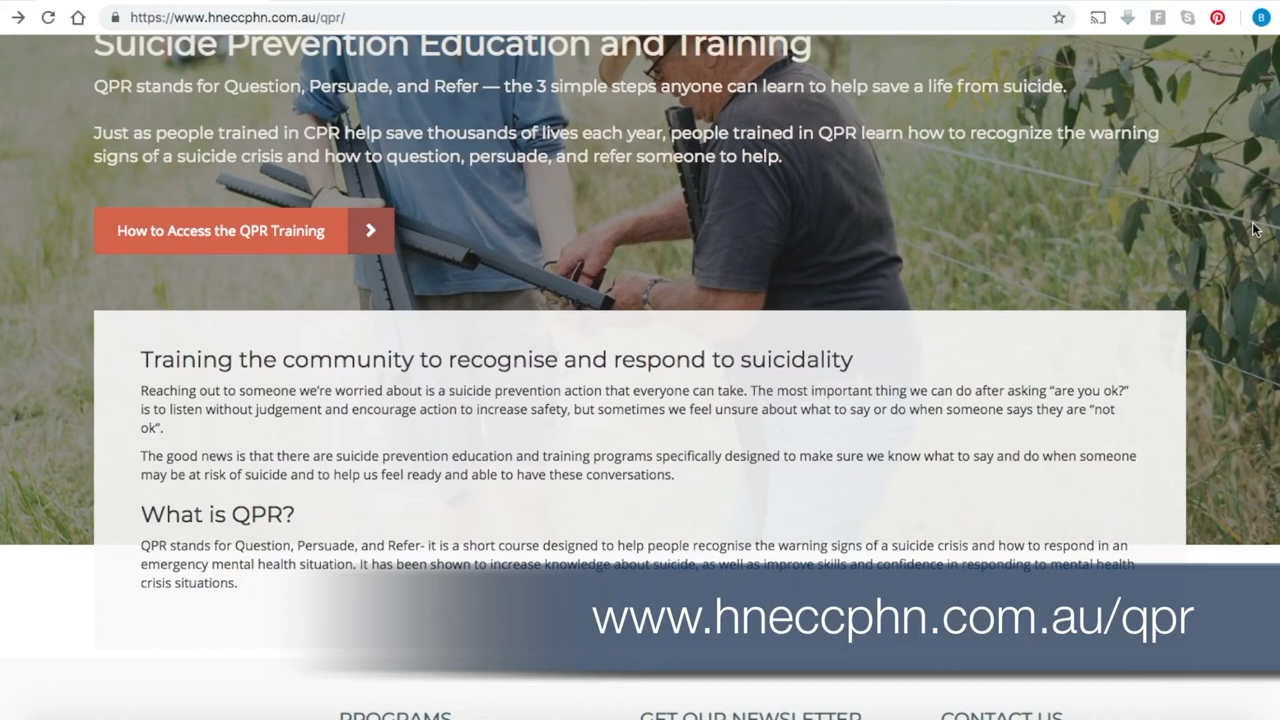 https://www.hneccphn.com.au/qpr/
B
Suicide Prevention Education and Training
QPR stands for Question, Persuade, and Refer — the 3 simple steps anyone can learn to help save a life from suicide.
Just as people trained in CPR help save thousands of lives each year, people trained in QPR learn how to recognize the warning
signs of a suicide crisis and how to question, persuade, and refer someone to help.
How to Access the QPR Training
Training the community to recognise and respond to suicidality
Reaching out to someone we're worried about is a suicide prevention action that everyone can take. The most important thing we can do after asking “are you ok?”
is to listen without judgement and encourage action to increase safety, but sometimes we feel unsure about what to say or do when someone says they are “not
ok”.
The good news is that there are suicide prevention education and training programs specifically designed to make sure we know what to say and do when someone
may be at risk of suicide and to help us feel ready and able to have these conversations.
What is QPR?
QPR stands for Question, Persuade, and Refer- it is a short course designed to help people recognise the warning signs of a suicide crisis and how to respond in an
emergency mental health situation. It has been shown to increase knowledge about suicide, as well as improve skills and confidence in responding to mental health
crisis situations.
www.hneccphn.com.au/qpr
PROGRAMS
GET OUR NEWSLETTER
CONTACT US